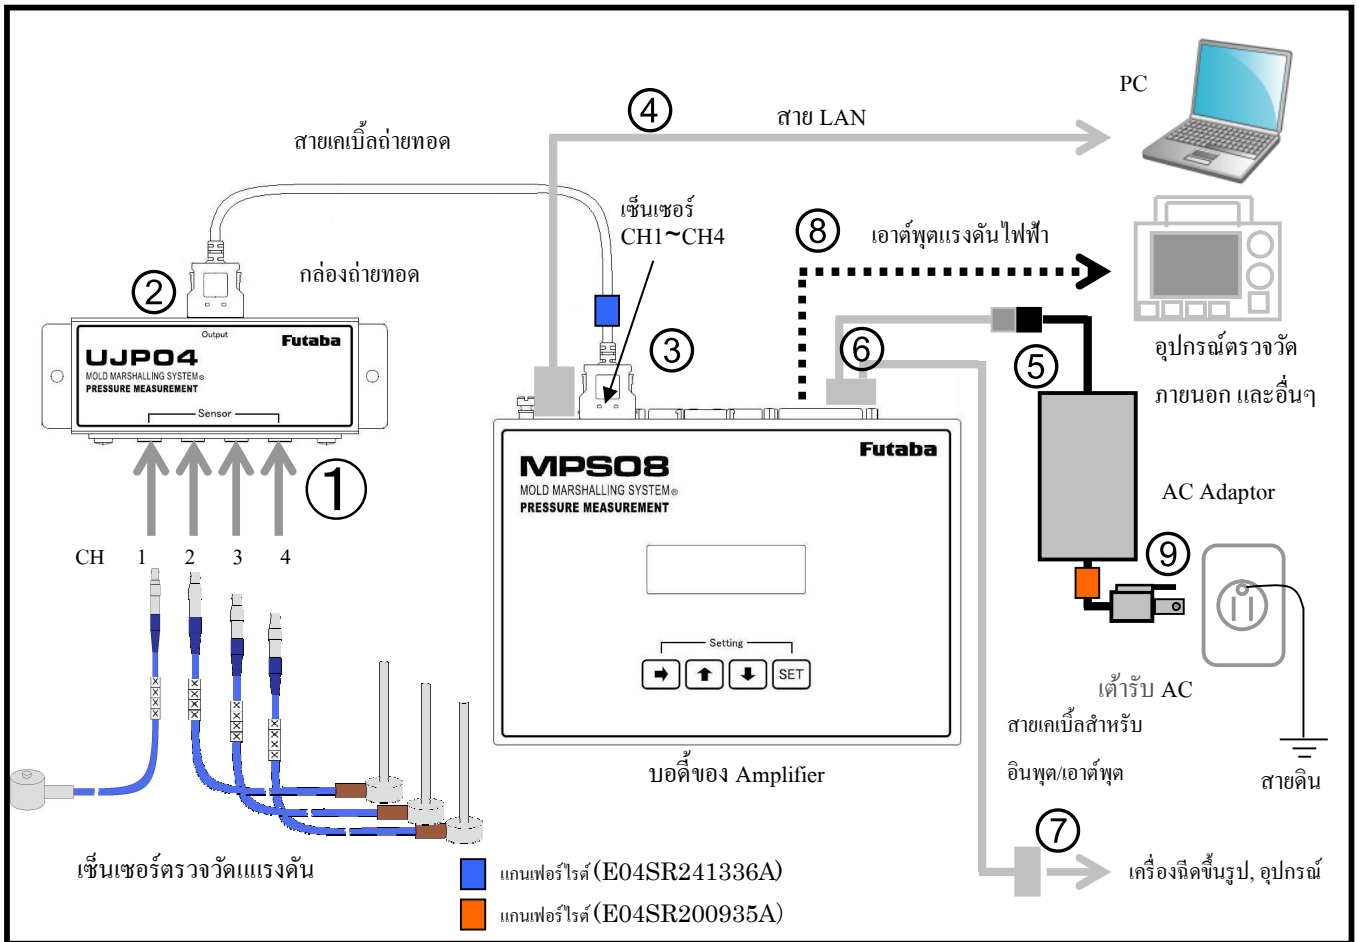 PC
④
สาย LAN
สายเคเบิ้ลถ่ายทอด
เซ็นเซอร์
CH1~CH4
⑧
เอาต์พุตแรงดันไฟฟ้า
②
กล่องถ่ายทอด
Output
Futaba
UJP04
MOLD MARSHALLING SYSTEM®
PRESSURE MEASUREMENT
Sensor
③
⑥
⑤
อุปกรณ์ตรวจวัด
ภายนอก และอื่นๆ
①
Futaba
MPS08
MOLD MARSHALLING SYSTEM®
PRESSURE MEASUREMENT
AC Adaptor
CH 1 2 3 4
⑨
Setting
SET
เต้ารับ AC
สายเคเบิ้ลสำหรับ
อินพุต/เอาต์พุต
บอดี้ของ Amplifier
สายดิน
⑦
เซ็นเซอร์ตรวจวัดแแรงดัน
แกนเฟอร์ไรต์ (E04SR241336A)
เครื่องฉีดขึ้นรูป, อุปกรณ์
แกนเฟอร์ไรต์ (E04SR200935A)